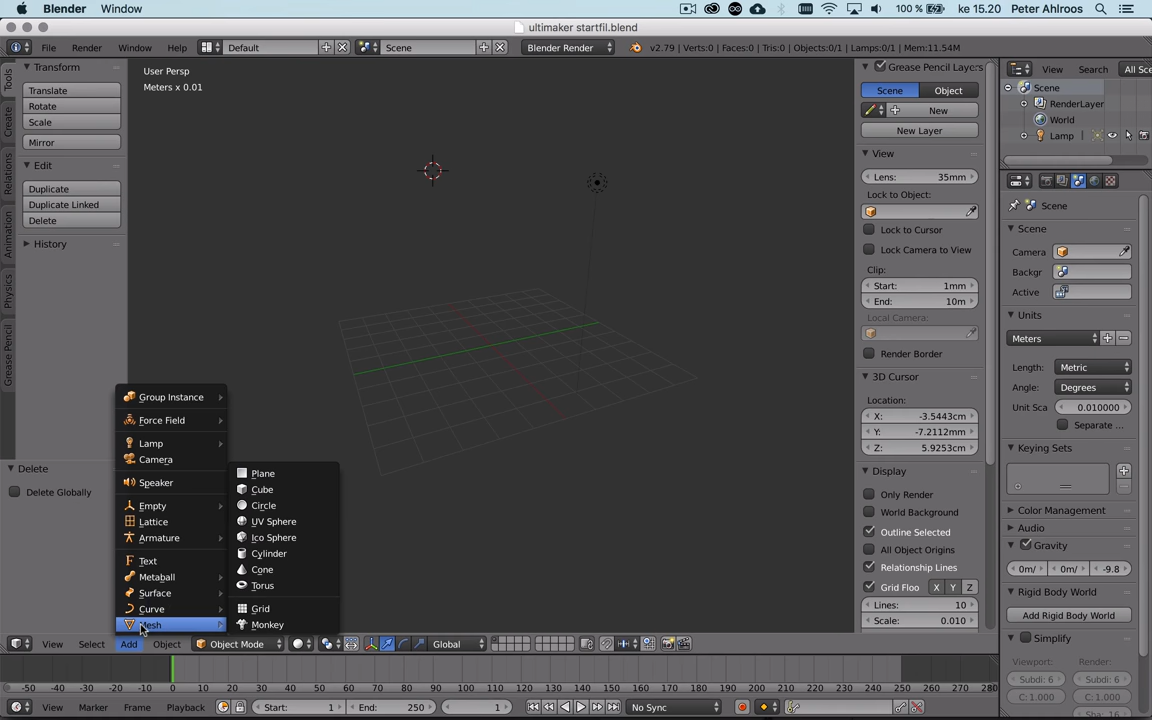 Blender Window 100 % ke 15.20 Peter Ahlroos
ultimaker startfil.blend
File Render Window Help Default Scene Blender Render v2.79 | Verts:0 | Faces:0 | Tris:0 | Objects:0/1 | Lamps:0/1 | Mem:11.54M
Tools
Create
Relations
Animation
Physics
Grease Pencil
Transform
Translate
Rotate
Scale
Mirror
Edit
Duplicate
Duplicate Linked
Delete
History
Delete
Delete Globally
User Persp
Meters x 0.01
Group Instance
Force Field
Lamp
Camera
Speaker
Empty
Lattice
Armature
Text
Metaball
Surface
Curve
Mesh
Plane
Cube
Circle
UV Sphere
Ico Sphere
Cylinder
Cone
Torus
Grid
Monkey
Grease Pencil Layers
Scene Object
New
New Layer
View
Lens: 35mm
Lock to Object:
Lock to Cursor
Lock Camera to View
Clip:
Start: 1mm
End: 10m
Local Camera:
Render Border
3D Cursor
Location:
X: -3.5443cm
Y: -7.2112mm
Z: 5.9253cm
Display
Only Render
World Background
Outline Selected
All Object Origins
Relationship Lines
Grid Floo X Y Z
Lines: 10
Scale: 0.010
View Search All Sce
Scene
RenderLayer
World
Lamp
Scene
Scene
Camera
Backgr
Active
Units
Meters
Length: Metric
Angle: Degrees
Unit Sca 0.010000
Separate ...
Keying Sets
Color Management
Audio
Gravity
0m/ 0m/ -9.8
Rigid Body World
Add Rigid Body World
Simplify
Viewport: Render:
Subdi: 6 Subdi: 6
C: 1.000 C: 1.000
Sha: 16
View Select Add Object Object Mode Global
-50 -40 -30 -20 -10 0 10 20 30 40 50 60 70 80 90 100 110 120 130 140 150 160 170 180 190 200 210 220 230 240 250 260 270 280
View Marker Frame Playback Start: 1 End: 250 1 No Sync